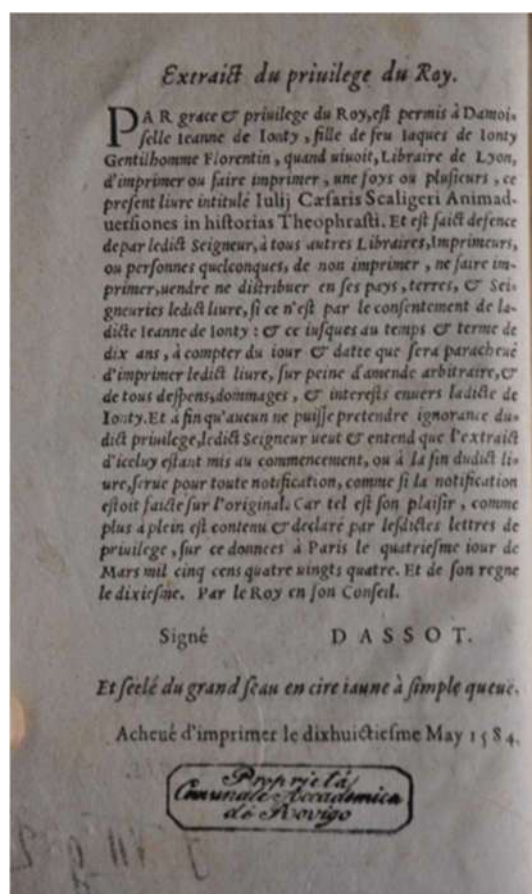 Extraict du priuilege du Roy.
PAR grace & priuilege du Roy, est permis à Damoi-
selle Ieanne de Ionty, fille de feu Iaques de Ionty
Gentilhomme Florentin, quand uiuoit, Libraire de Lyon,
d'imprimer ou faire imprimer, une foys ou plusieurs, ce
present liure intitulé Iulij Cæsaris Scaligeri Animad-
uersiones in historias Theophrasti. Et est faict defence
de par ledict Seigneur, à tous autres Libraires, Imprimeurs,
ou personnes quelconques, de non imprimer, ne faire im-
primer, uendre ne distribuer en ses pays, terres, & Sei-
gneuries ledict liure, si ce n'est par le consentement de la-
dicte Ieanne de Ionty: & ce iusques au temps & terme de
dix ans, à compter du iour & datte que sera paracheué
d'imprimer ledict liure, sur peine d'amende arbitraire, &
de tous despens, dommages, & interests enuers ladicte de
Ionty. Et à fin qu'aucun ne puisse pretendre ignorance du-
dict priuilege, ledict Seigneur ueut & entend que l'extraict
d'iceluy estant mis au commencement, ou à la fin dudict li-
ure, serue pour toute notification, comme si la notification
estoit faicte sur l'original. Car tel est son plaisir, comme
plus à plein est contenu & declaré par lesdictes lettres de
priuilege, sur ce donnees à Paris le quatriesme iour de
Mars mil cinq cens quatre uingts quatre. Et de son regne
le dixiesme. Par le Roy en son Conseil.
Signé DASSOT.
Et seelé du grand seau en cire iaune à simple queuë.
Acheué d'imprimer le dixhuictiesme May 1584.
Proprietá
Comunale Accademica
di Rovigo